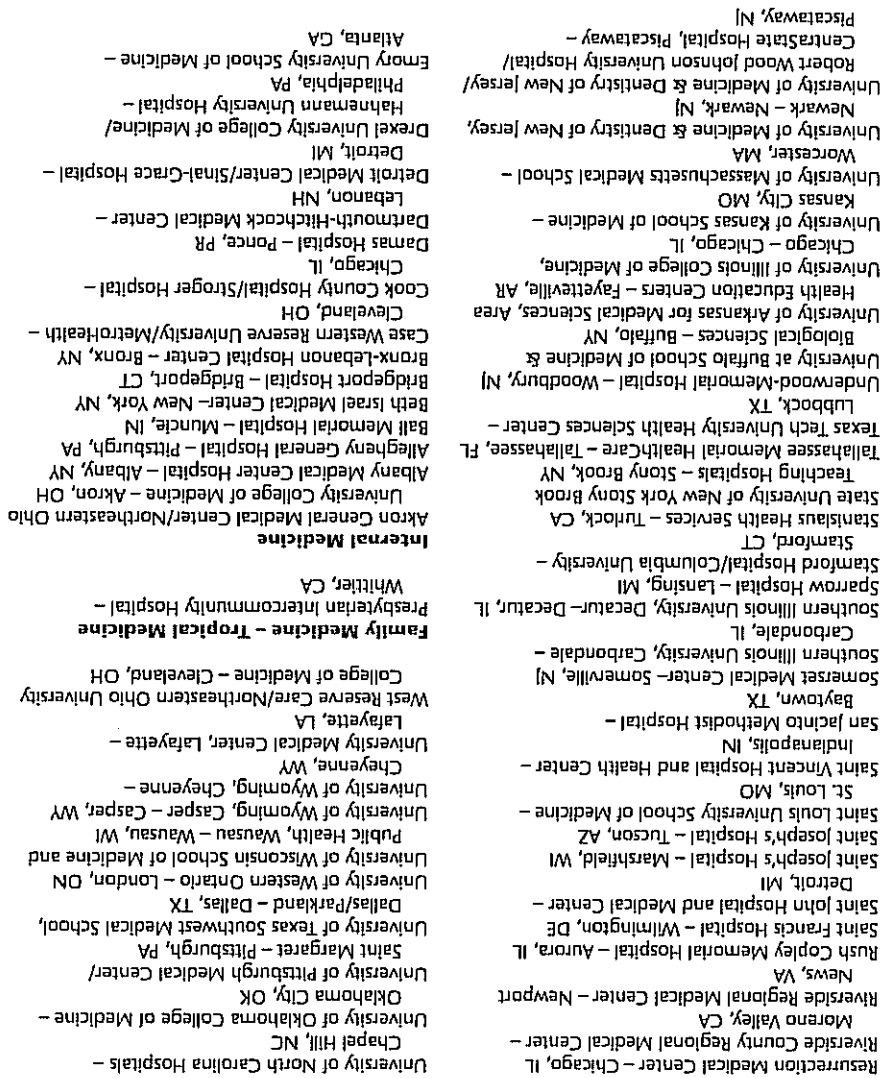 Resurrection Medical Center – Chicago, IL
Riverside County Regional Medical Center –
Moreno Valley, CA
Riverside Regional Medical Center – Newport
News, VA
Rush Copley Memorial Hospital – Aurora, IL
Saint Francis Hospital – Wilmington, DE
Saint John Hospital and Medical Center –
Detroit, MI
Saint Joseph's Hospital – Marshfield, WI
Saint Joseph's Hospital – Tucson, AZ
Saint Louis University School of Medicine –
St. Louis, MO
Saint Vincent Hospital and Health Center –
Indianapolis, IN
San Jacinto Methodist Hospital –
Baytown, TX
Somerset Medical Center– Somerville, NJ
Southern Illinois University, Carbondale –
Carbondale, IL
Southern Illinois University, Decatur– Decatur, IL
Sparrow Hospital – Lansing, MI
Stamford Hospital/Columbia University –
Stamford, CT
Stanislaus Health Services – Turlock, CA
State University of New York Stony Brook
Teaching Hospitals – Stony Brook, NY
Tallahassee Memorial HealthCare – Tallahassee, FL
Texas Tech University Health Sciences Center –
Lubbock, TX
Underwood-Memorial Hospital – Woodbury, NJ
University at Buffalo School of Medicine &
Biological Sciences – Buffalo, NY
University of Arkansas for Medical Sciences, Area
Health Education Centers – Fayetteville, AR
University of Illinois College of Medicine,
Chicago – Chicago, IL
University of Kansas School of Medicine –
Kansas City, MO
University of Massachusetts Medical School –
Worcester, MA
University of Medicine & Dentistry of New Jersey,
Newark – Newark, NJ
University of Medicine & Dentistry of New Jersey/
Robert Wood Johnson University Hospital/
CentraState Hospital, Piscataway –
Piscataway, NJ
University of North Carolina Hospitals –
Chapel Hill, NC
University of Oklahoma College of Medicine –
Oklahoma City, OK
University of Pittsburgh Medical Center/
Saint Margaret – Pittsburgh, PA
University of Texas Southwest Medical School,
Dallas/Parkland – Dallas, TX
University of Western Ontario – London, ON
University of Wisconsin School of Medicine and
Public Health, Wausau – Wausau, WI
University of Wyoming, Casper – Casper, WY
University of Wyoming, Cheyenne –
Cheyenne, WY
University Medical Center, Lafayette –
Lafayette, LA
West Reserve Care/Northeastern Ohio University
College of Medicine – Cleveland, OH
Family Medicine – Tropical Medicine
Presbyterian Intercommunity Hospital –
Whittier, CA
Internal Medicine
Akron General Medical Center/Northeastern Ohio
University College of Medicine – Akron, OH
Albany Medical Center Hospital – Albany, NY
Allegheny General Hospital – Pittsburgh, PA
Ball Memorial Hospital – Muncie, IN
Beth Israel Medical Center– New York, NY
Bridgeport Hospital – Bridgeport, CT
Bronx-Lebanon Hospital Center – Bronx, NY
Case Western Reserve University/MetroHealth –
Cleveland, OH
Cook County Hospital/Stroger Hospital –
Chicago, IL
Damas Hospital – Ponce, PR
Dartmouth-Hitchcock Medical Center –
Lebanon, NH
Detroit Medical Center/Sinai-Grace Hospital –
Detroit, MI
Drexel University College of Medicine/
Hahnemann University Hospital –
Philadelphia, PA
Emory University School of Medicine –
Atlanta, GA